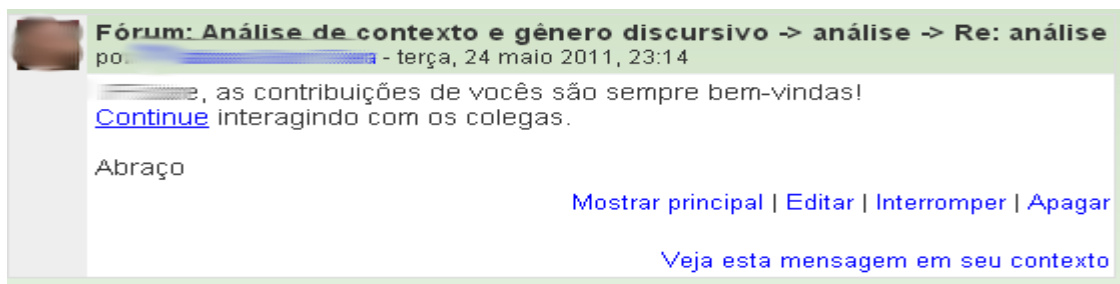 Fórum: Análise de contexto e gênero discursivo -> análise -> Re: análise
por - terça, 24 maio 2011, 23:14
, as contribuições de vocês são sempre bem-vindas!
Continue interagindo com os colegas.
Abraço
Mostrar principal | Editar | Interromper | Apagar
Veja esta mensagem em seu contexto